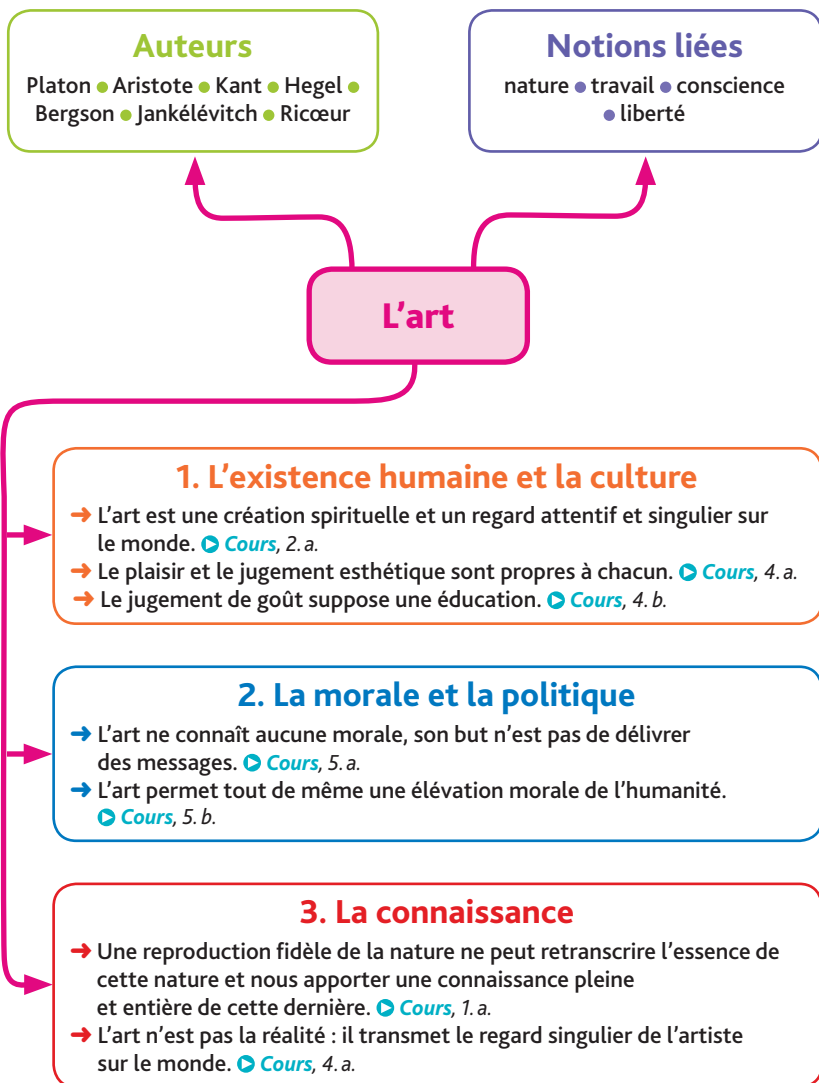 Auteurs
Platon • Aristote • Kant • Hegel •
Bergson • Jankélévitch • Ricœur
Notions liées
nature • travail • conscience
• liberté
L'art
1. L'existence humaine et la culture
➜ L'art est une création spirituelle et un regard attentif et singulier sur
le monde. Cours, 2. a.
➜ Le plaisir et le jugement esthétique sont propres à chacun. Cours, 4. a.
➜ Le jugement de goût suppose une éducation. Cours, 4. b.
2. La morale et la politique
➜ L'art ne connaît aucune morale, son but n'est pas de délivrer
des messages. Cours, 5. a.
➜ L'art permet tout de même une élévation morale de l'humanité.
Cours, 5. b.
3. La connaissance
➜ Une reproduction fidèle de la nature ne peut retranscrire l'essence de
cette nature et nous apporter une connaissance pleine
et entière de cette dernière. Cours, 1. a.
➜ L'art n'est pas la réalité : il transmet le regard singulier de l'artiste
sur le monde. Cours, 4. a.